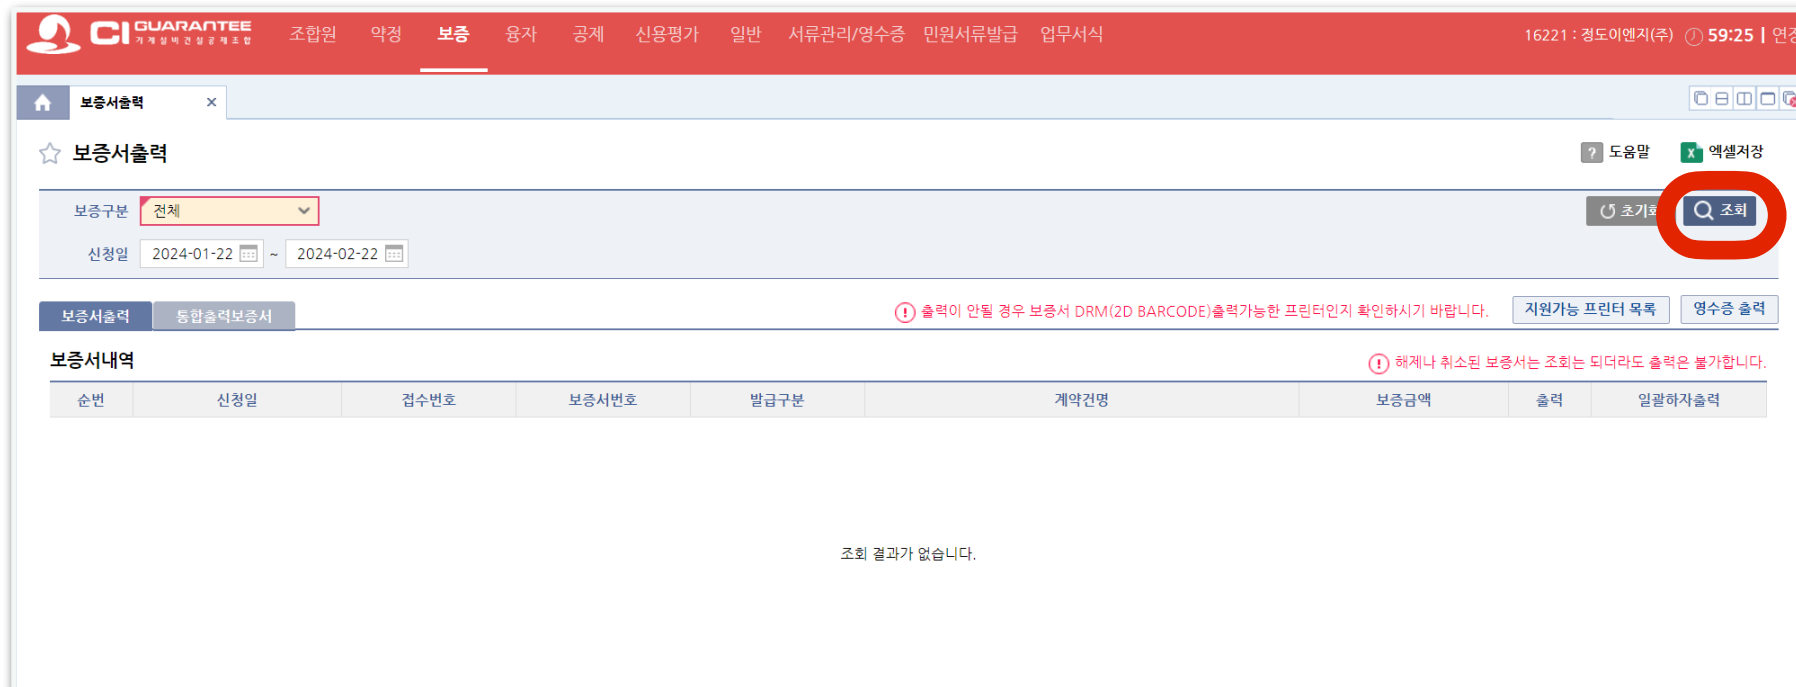 CI GUARANTEE
기계설비건설공제조합
조합원 약정 보증 융자 공제 신용평가 일반 서류관리/영수증 민원서류발급 업무서식
16221 : 정도이엔지(주) 59:25 | 연장
보증서출력 ×
보증서출력
? 도움말 X 엑셀저장
보증구분 전체
초기화 조회
신청일 2024-01-22 ~ 2024-02-22
보증서출력 통합출력보증서
! 출력이 안될 경우 보증서 DRM(2D BARCODE)출력가능한 프린터인지 확인하시기 바랍니다.
지원가능 프린터 목록 영수증 출력
보증서내역
! 해제나 취소된 보증서는 조회는 되더라도 출력은 불가합니다.
순번 신청일 접수번호 보증서번호 발급구분 계약건명 보증금액 출력 일괄하자출력
조회 결과가 없습니다.